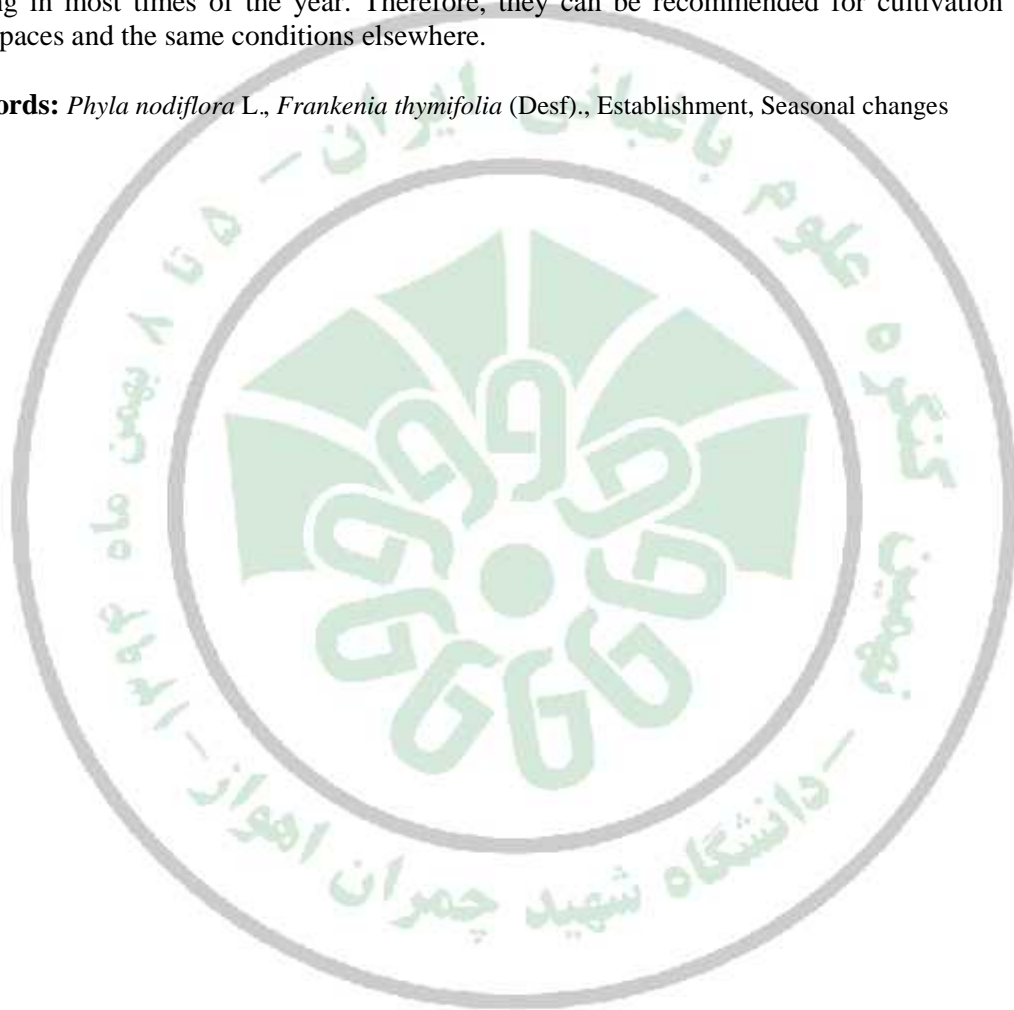 ng in most times of the year. Therefore, they can be recommended for cultivation
paces and the same conditions elsewhere.
ords: Phyla nodiflora L., Frankenia thymifolia (Desf)., Establishment, Seasonal changes
نهمین کنگره علوم باغبانی ایران - ۵ تا ۸ بهمن ماه ۱۳۹۴
-دانشگاه شهید چمران اهواز-